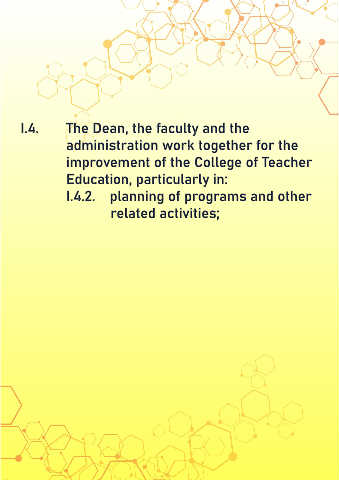 I.4. The Dean, the faculty and the
administration work together for the
improvement of the College of Teacher
Education, particularly in:
I.4.2. planning of programs and other
related activities;